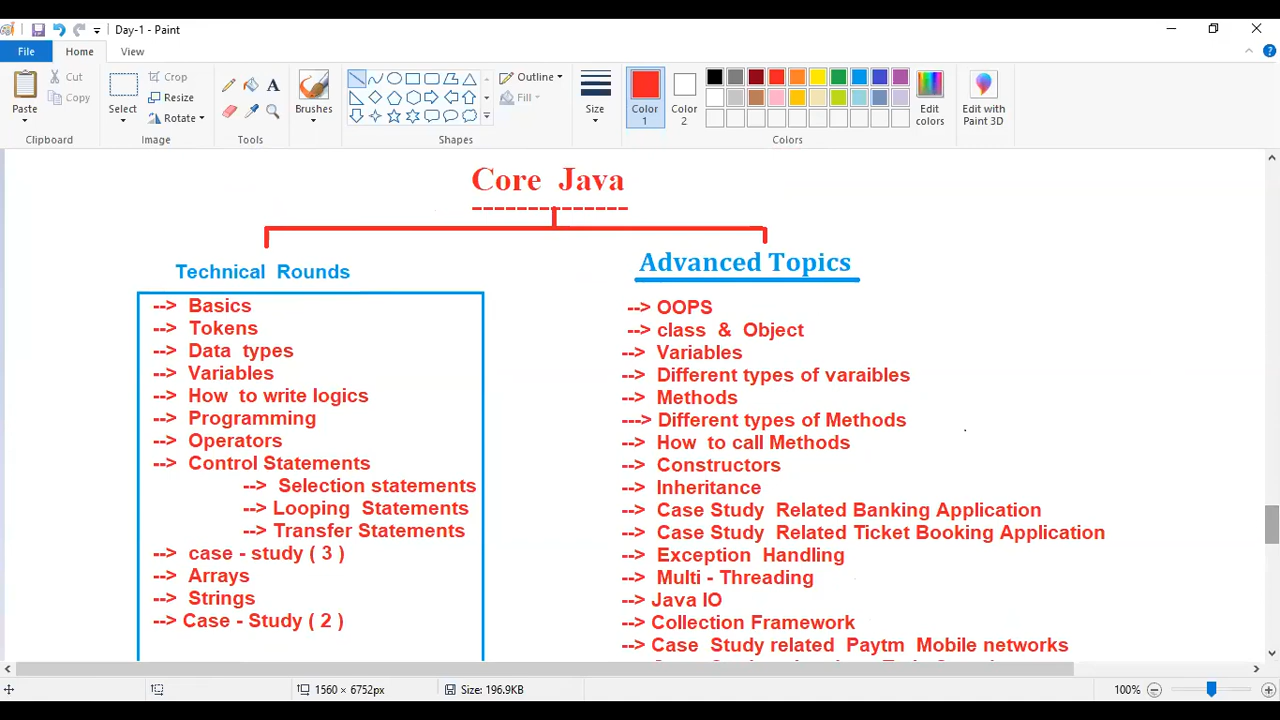 Day-1 - Paint
File Home View
Paste
Cut
Copy
Clipboard
Select
Crop
Resize
Rotate
Image
A
Tools
Brushes
Shapes
Outline
Fill
Size
Color 1
Color 2
Colors
Edit colors
Edit with Paint 3D
Core Java
Technical Rounds
--> Basics
--> Tokens
--> Data types
--> Variables
--> How to write logics
--> Programming
--> Operators
--> Control Statements
--> Selection statements
--> Looping Statements
--> Transfer Statements
--> case - study ( 3 )
--> Arrays
--> Strings
--> Case - Study ( 2 )
Advanced Topics
--> OOPS
--> class & Object
--> Variables
--> Different types of varaibles
--> Methods
---> Different types of Methods
--> How to call Methods
--> Constructors
--> Inheritance
--> Case Study Related Banking Application
--> Case Study Related Ticket Booking Application
--> Exception Handling
--> Multi - Threading
--> Java IO
--> Collection Framework
--> Case Study related Paytm Mobile networks
1560 × 6752px
Size: 196.9KB
100%